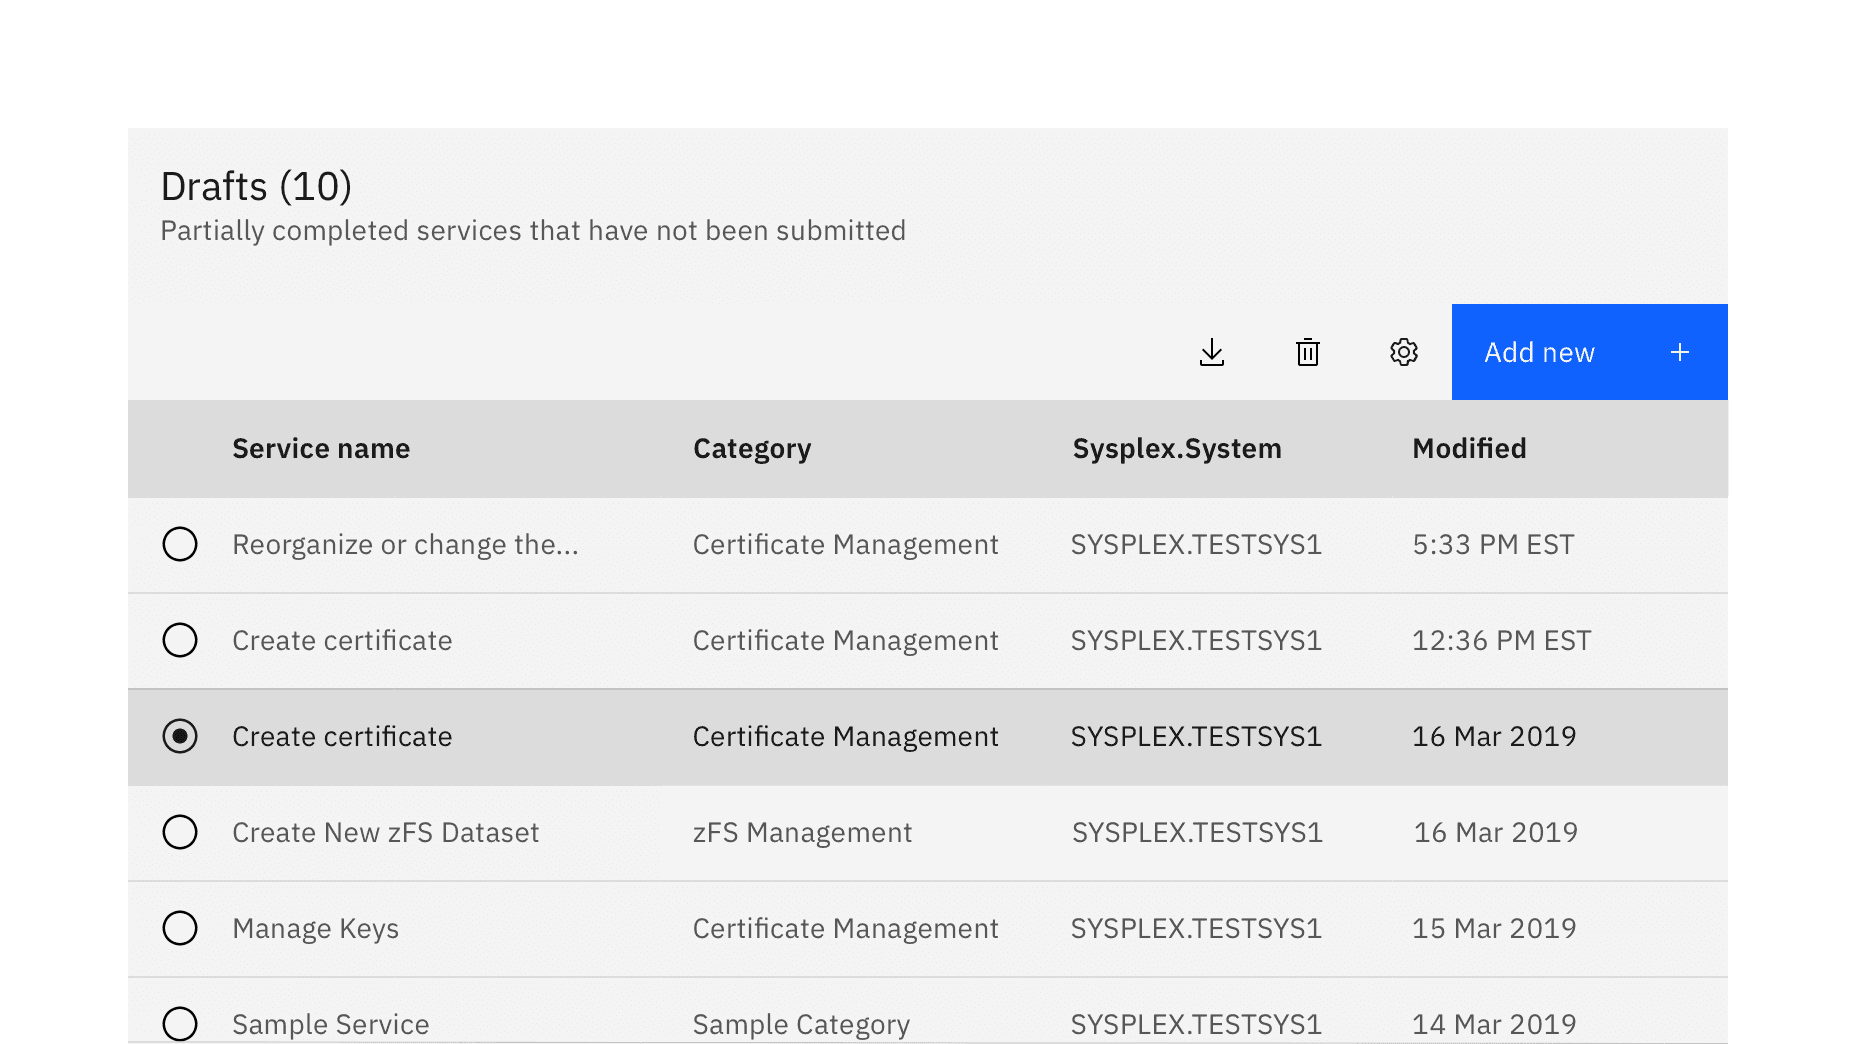 Drafts (10)
Partially completed services that have not been submitted
Add new +
Service name Category Sysplex.System Modified
Reorganize or change the... Certificate Management SYSPLEX.TESTSYS1 5:33 PM EST
Create certificate Certificate Management SYSPLEX.TESTSYS1 12:36 PM EST
Create certificate Certificate Management SYSPLEX.TESTSYS1 16 Mar 2019
Create New zFS Dataset zFS Management SYSPLEX.TESTSYS1 16 Mar 2019
Manage Keys Certificate Management SYSPLEX.TESTSYS1 15 Mar 2019
Sample Service Sample Category SYSPLEX.TESTSYS1 14 Mar 2019